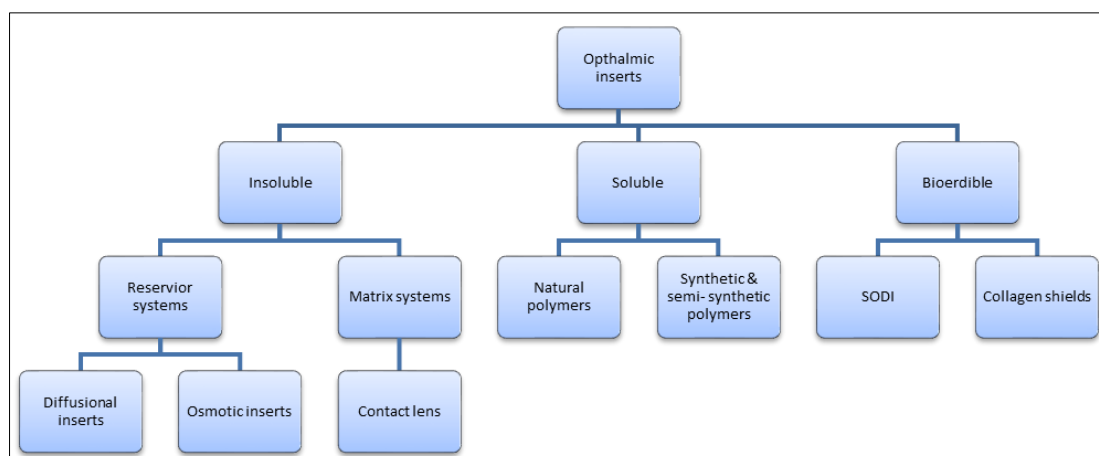 Opthalmic
inserts
Insoluble
Soluble
Bioerdible
Reservior
systems
Matrix systems
Natural
polymers
Synthetic &
semi- synthetic
polymers
SODI
Collagen shields
Diffusional
inserts
Osmotic inserts
Contact lens